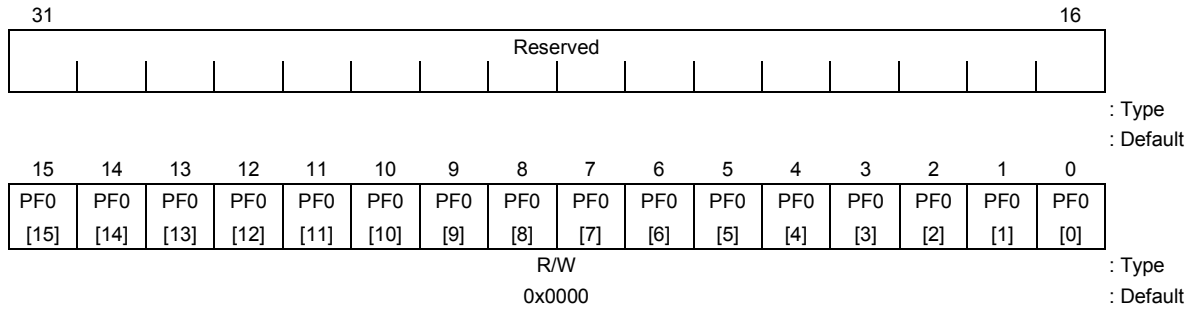 31 16
Reserved
: Type
: Default
15 14 13 12 11 10 9 8 7 6 5 4 3 2 1 0
PF0 PF0 PF0 PF0 PF0 PF0 PF0 PF0 PF0 PF0 PF0 PF0 PF0 PF0 PF0 PF0
[15] [14] [13] [12] [11] [10] [9] [8] [7] [6] [5] [4] [3] [2] [1] [0]
R/W : Type
0x0000 : Default